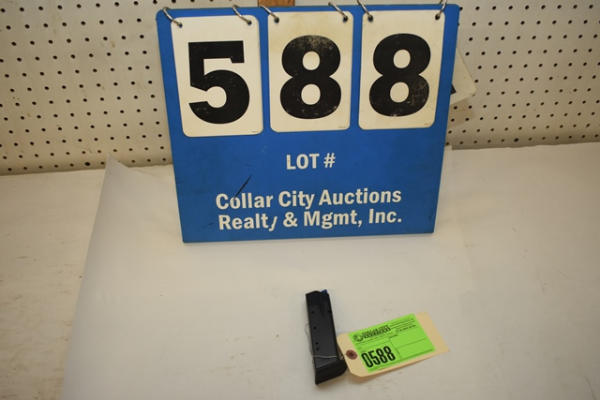 588
LOT #
Collar City Auctions
Realty & Mgmt, Inc.
0588